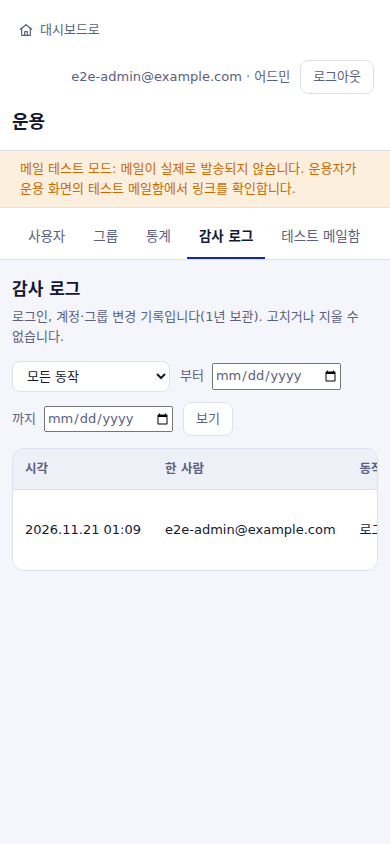 대시보드로
e2e-admin@example.com · 어드민
로그아웃
운용
메일 테스트 모드: 메일이 실제로 발송되지 않습니다. 운용자가
운용 화면의 테스트 메일함에서 링크를 확인합니다.
사용자 그룹 통계 감사 로그 테스트 메일함
감사 로그
로그인, 계정·그룹 변경 기록입니다(1년 보관). 고치거나 지울 수
없습니다.
모든 동작 부터 mm/dd/yyyy
까지 mm/dd/yyyy 보기
시각 한 사람
2026.11.21 01:09 e2e-admin@example.com